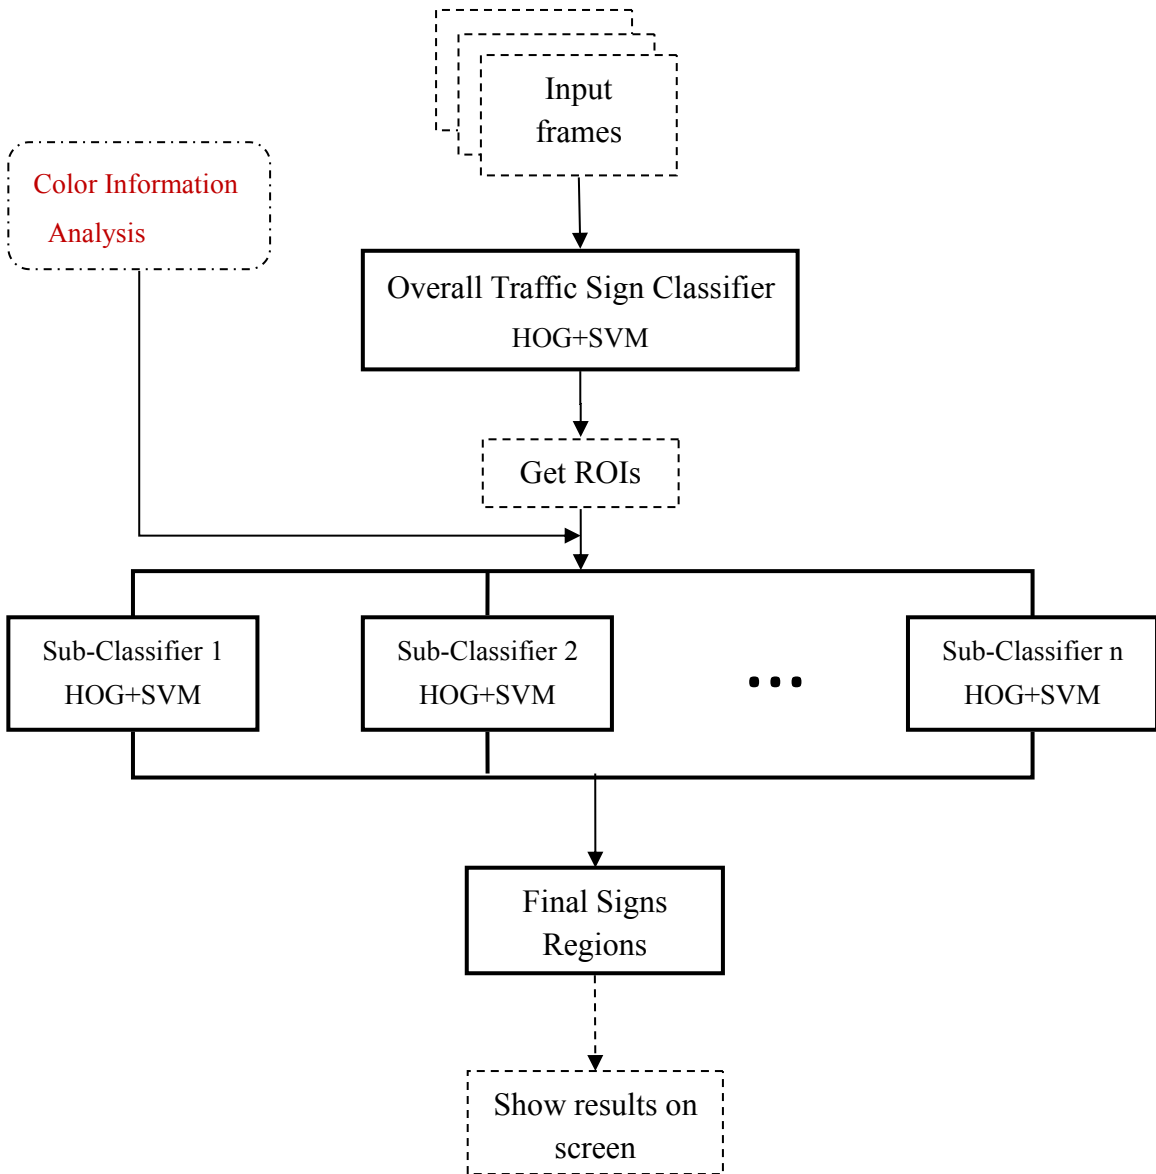 Input
frames
Color Information
Analysis
Overall Traffic Sign Classifier
HOG+SVM
Get ROIs
Sub-Classifier 1
HOG+SVM
Sub-Classifier 2
HOG+SVM
...
Sub-Classifier n
HOG+SVM
Final Signs
Regions
Show results on
screen